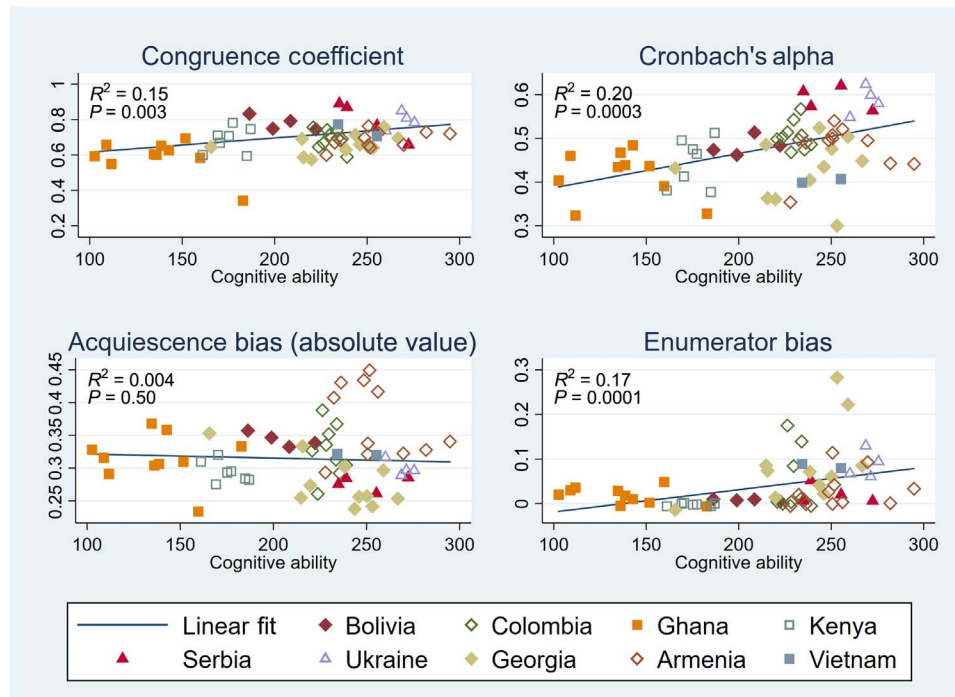 Congruence coefficient
R² = 0.15
P = 0.003
1
0.8
0.6
0.4
0.2
100 150 200 250 300
Cognitive ability
Cronbach's alpha
R² = 0.20
P = 0.0003
0.6
0.5
0.4
0.3
100 150 200 250 300
Cognitive ability
Acquiescence bias (absolute value)
R² = 0.004
P = 0.50
0.45
0.40
0.35
0.30
0.25
100 150 200 250 300
Cognitive ability
Enumerator bias
R² = 0.17
P = 0.0001
0.3
0.2
0.1
0
100 150 200 250 300
Cognitive ability
Linear fit Bolivia Colombia Ghana Kenya
Serbia Ukraine Georgia Armenia Vietnam